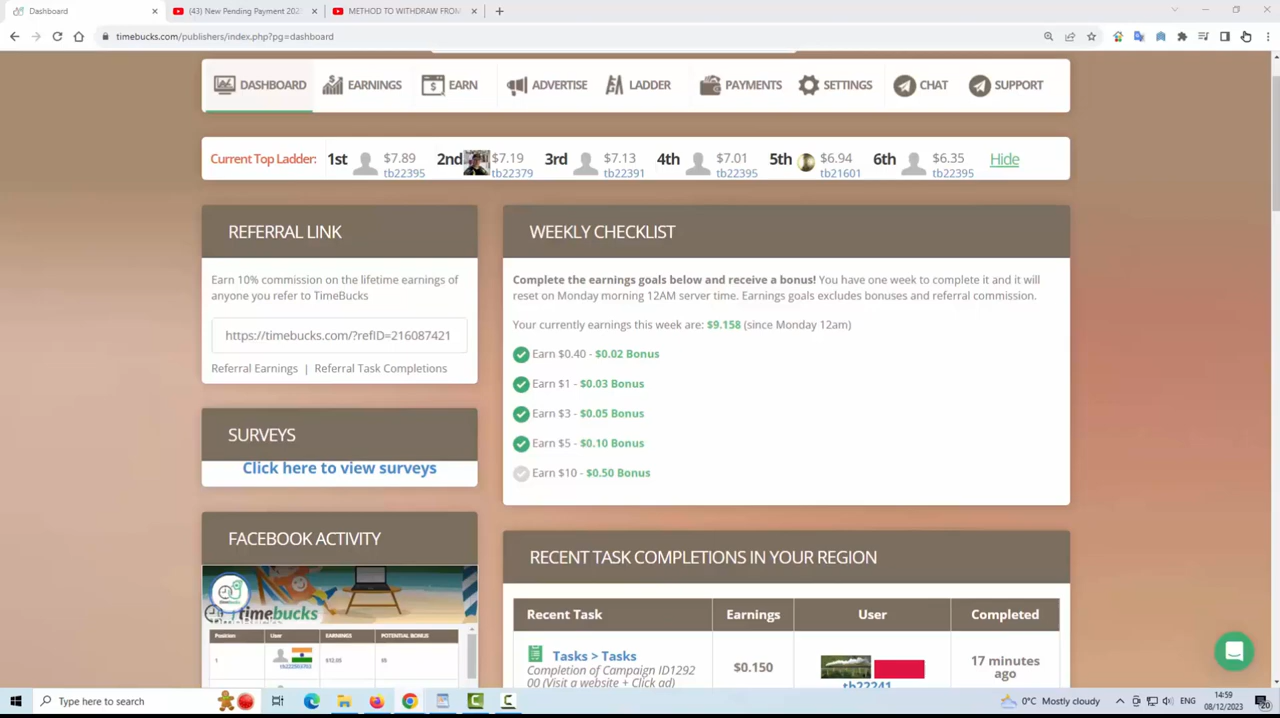 Dashboard
(43) New Pending Payment 202
METHOD TO WITHDRAW FROM
timebucks.com/publishers/index.php?pg=dashboard
DASHBOARD
EARNINGS
EARN
ADVERTISE
LADDER
PAYMENTS
SETTINGS
CHAT
SUPPORT
Current Top Ladder:
1st $7.89 tb22395
2nd $7.19 tb22379
3rd $7.13 tb22391
4th $7.01 tb22395
5th $6.94 tb21601
6th $6.35 tb22395
Hide
REFERRAL LINK
Earn 10% commission on the lifetime earnings of
anyone you refer to TimeBucks
https://timebucks.com/?refID=216087421
Referral Earnings | Referral Task Completions
SURVEYS
Click here to view surveys
FACEBOOK ACTIVITY
timebucks
Position User EARNINGS POTENTIAL BONUS
1
WEEKLY CHECKLIST
Complete the earnings goals below and receive a bonus! You have one week to complete it and it will
reset on Monday morning 12AM server time. Earnings goals excludes bonuses and referral commission.
Your currently earnings this week are: $9.158 (since Monday 12am)
Earn $0.40 - $0.02 Bonus
Earn $1 - $0.03 Bonus
Earn $3 - $0.05 Bonus
Earn $5 - $0.10 Bonus
Earn $10 - $0.50 Bonus
RECENT TASK COMPLETIONS IN YOUR REGION
Recent Task Earnings User Completed
Tasks > Tasks
Completion of Campaign ID1292
00 (Visit a website + Click ad)
$0.150
tb22241
17 minutes
ago
Type here to search
0°C Mostly cloudy
ENG
14:59
08/12/2023
20